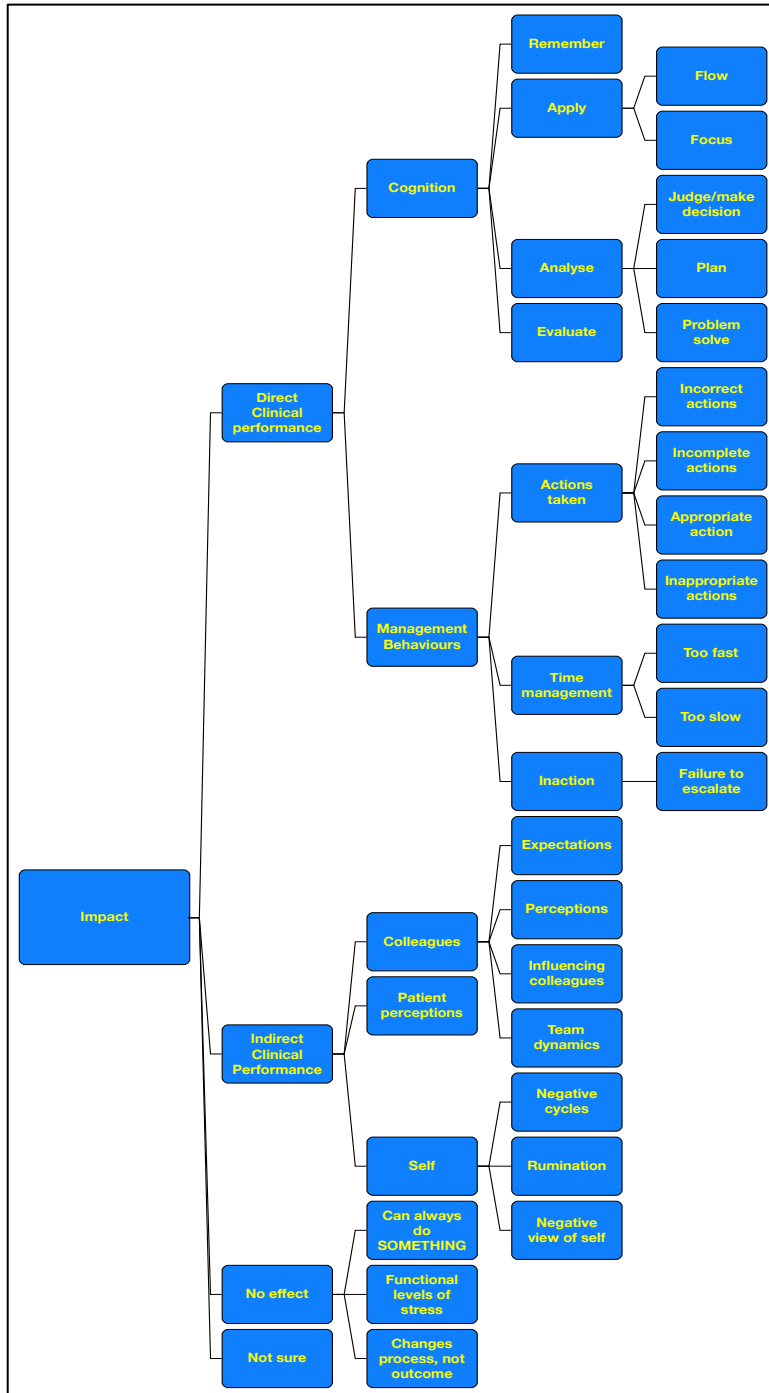 Impact
Direct
Clinical
performance
Cognition
Remember
Apply
Flow
Focus
Analyse
Judge/make
decision
Plan
Problem
solve
Evaluate
Management
Behaviours
Actions
taken
Incorrect
actions
Incomplete
actions
Appropriate
action
Inappropriate
actions
Time
management
Too fast
Too slow
Inaction
Failure to
escalate
Indirect
Clinical
Performance
Colleagues
Expectations
Perceptions
Influencing
colleagues
Team
dynamics
Patient
perceptions
Self
Negative
cycles
Rumination
Negative
view of self
No effect
Can always
do
SOMETHING
Functional
levels of
stress
Changes
process, not
outcome
Not sure